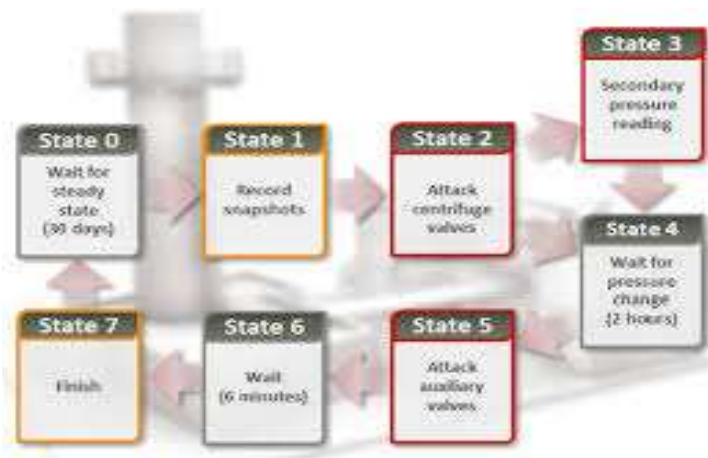 State 0
Wait for
steady
state
(30 days)
State 1
Record
snapshots
State 2
Attack
centrifuge
valves
State 3
Secondary
pressure
reading
State 4
Wait for
pressure
change
(2 hours)
State 5
Attack
auxiliary
valves
State 6
Wait
(6 minutes)
State 7
Finish